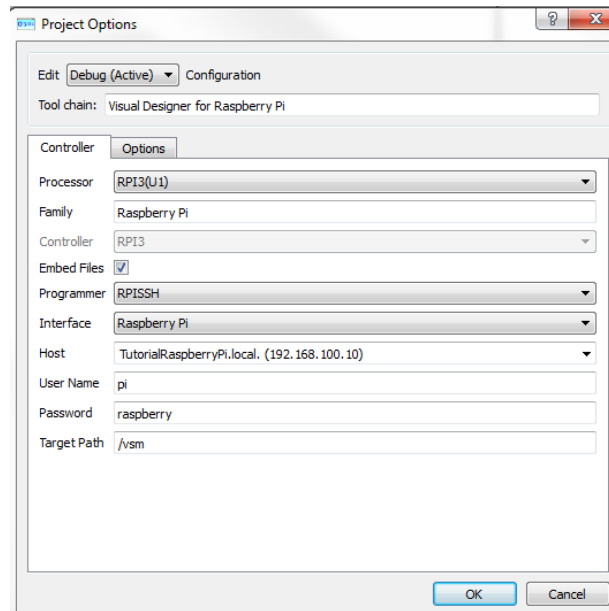 Project Options
Edit Debug (Active) Configuration
Tool chain: Visual Designer for Raspberry Pi
Controller Options
Processor RPI3(U1)
Family Raspberry Pi
Controller RPI3
Embed Files
Programmer RPISSH
Interface Raspberry Pi
Host TutorialRaspberryPi.local. (192.168.100.10)
User Name pi
Password raspberry
Target Path /vsm
OK Cancel